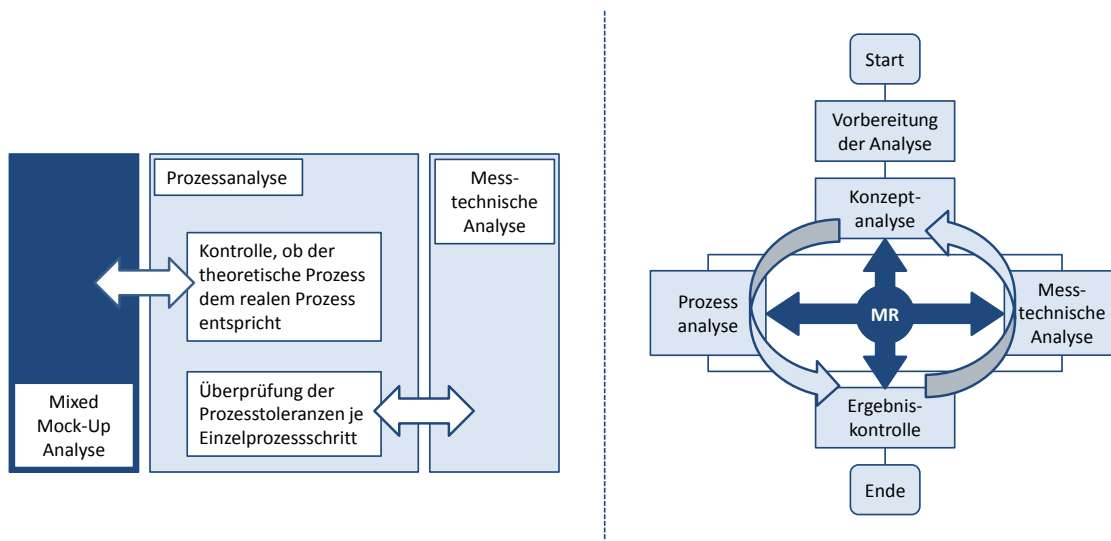 Mixed
Mock-Up
Analyse
Prozessanalyse
Kontrolle, ob der
theoretische Prozess
dem realen Prozess
entspricht
Überprüfung der
Prozesstoleranzen je
Einzelprozessschritt
Mess-
technische
Analyse
Start
Vorbereitung
der Analyse
Konzept-
analyse
Prozess
analyse
MR
Mess-
technische
Analyse
Ergebnis-
kontrolle
Ende